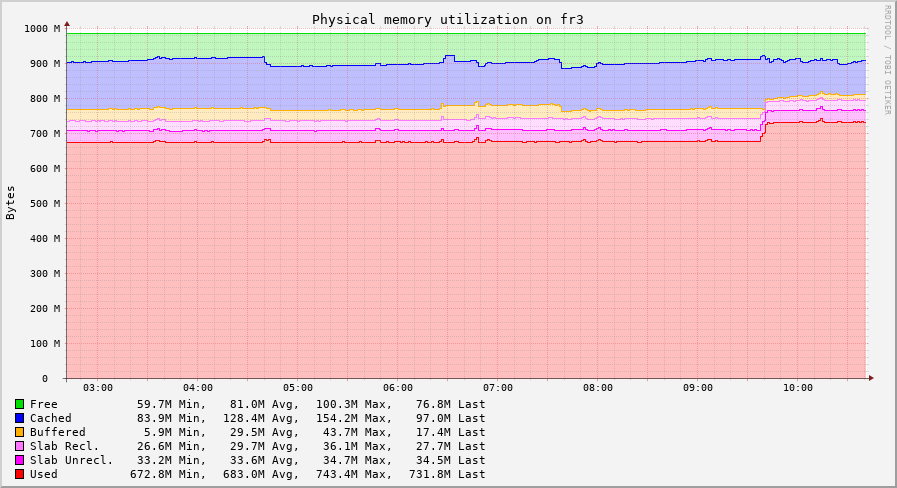 Physical memory utilization on fr3
RRDTOOL / TOBI OETIKER
Bytes
1000 M
900 M
800 M
700 M
600 M
500 M
400 M
300 M
200 M
100 M
0
03:00 04:00 05:00 06:00 07:00 08:00 09:00 10:00
Free 59.7M Min, 81.0M Avg, 100.3M Max, 76.8M Last
Cached 83.9M Min, 128.4M Avg, 154.2M Max, 97.0M Last
Buffered 5.9M Min, 29.5M Avg, 43.7M Max, 17.4M Last
Slab Recl. 26.6M Min, 29.7M Avg, 36.1M Max, 27.7M Last
Slab Unrecl. 33.2M Min, 33.6M Avg, 34.7M Max, 34.5M Last
Used 672.8M Min, 683.0M Avg, 743.4M Max, 731.8M Last